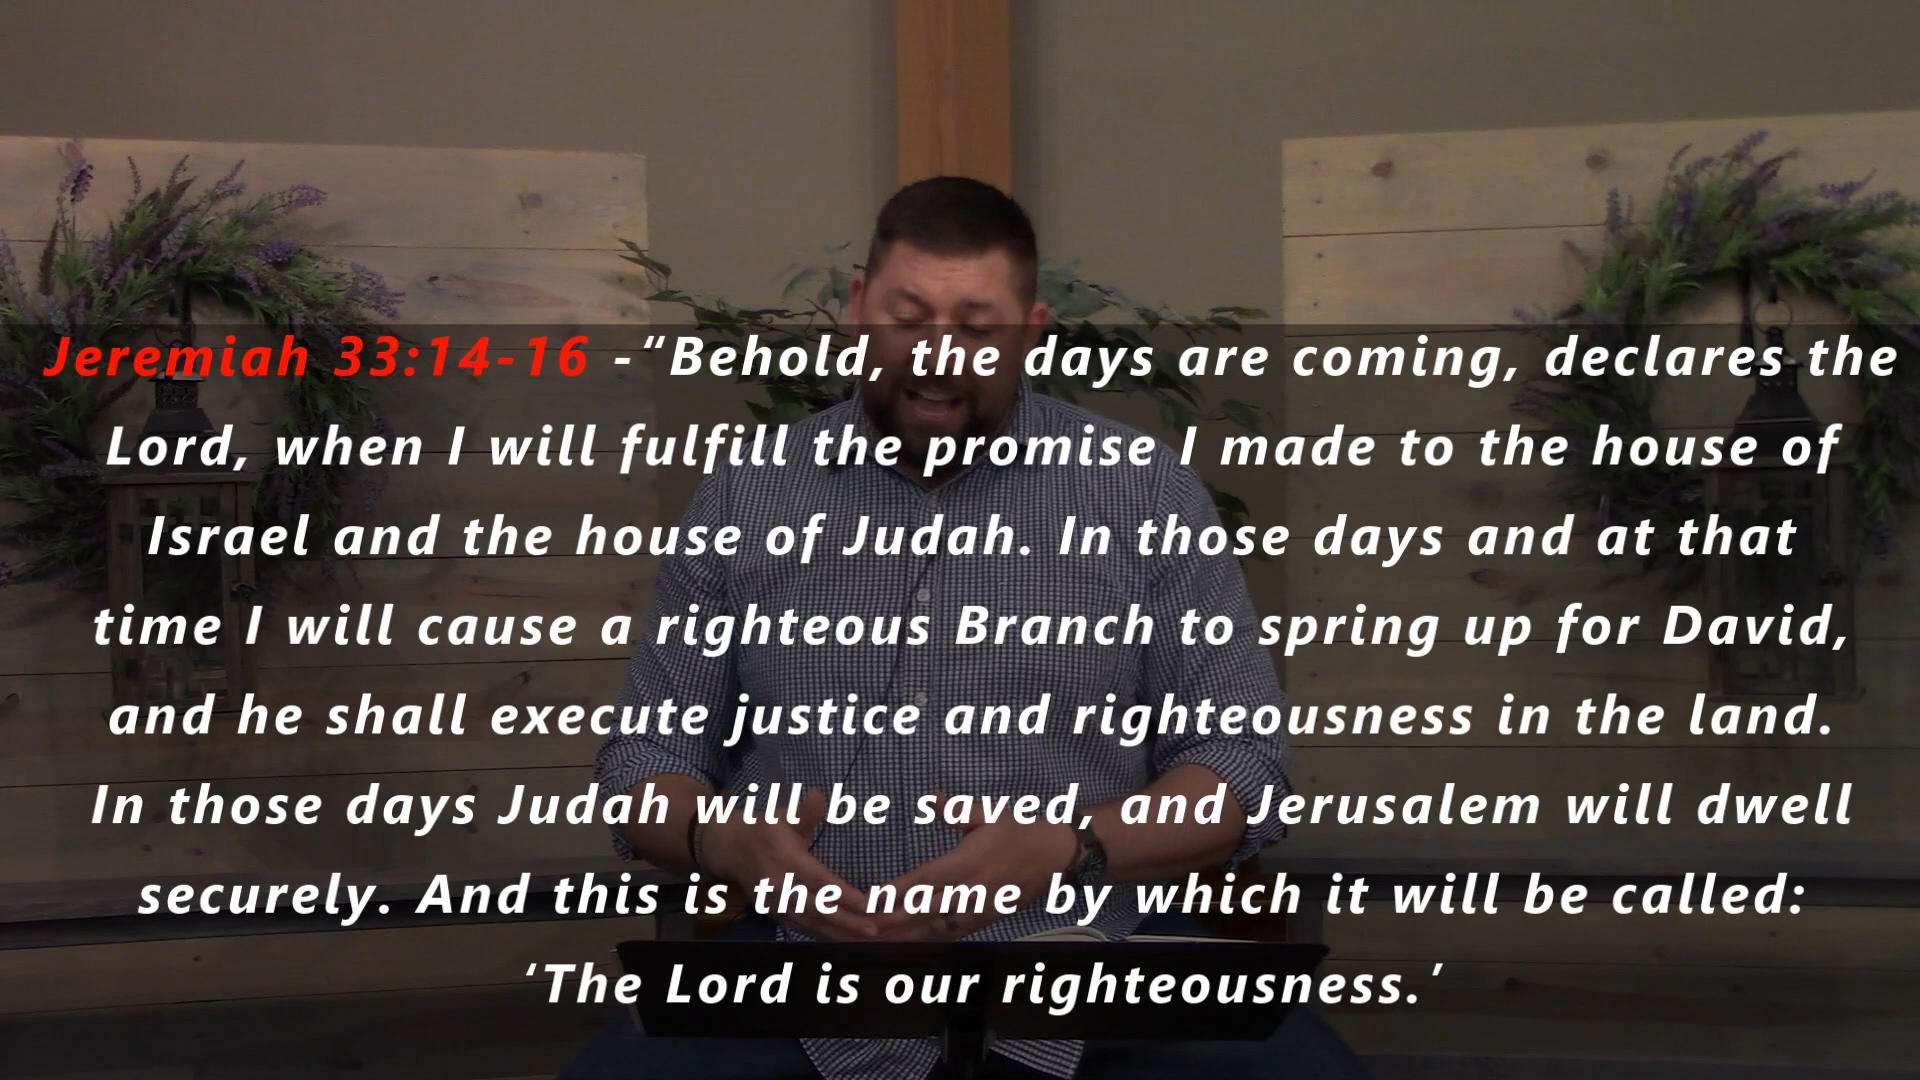 Jeremiah 33:14-16 -“Behold, the days are coming, declares the
Lord, when I will fulfill the promise I made to the house of
Israel and the house of Judah. In those days and at that
time I will cause a righteous Branch to spring up for David,
and he shall execute justice and righteousness in the land.
In those days Judah will be saved, and Jerusalem will dwell
securely. And this is the name by which it will be called:
‘The Lord is our righteousness.’